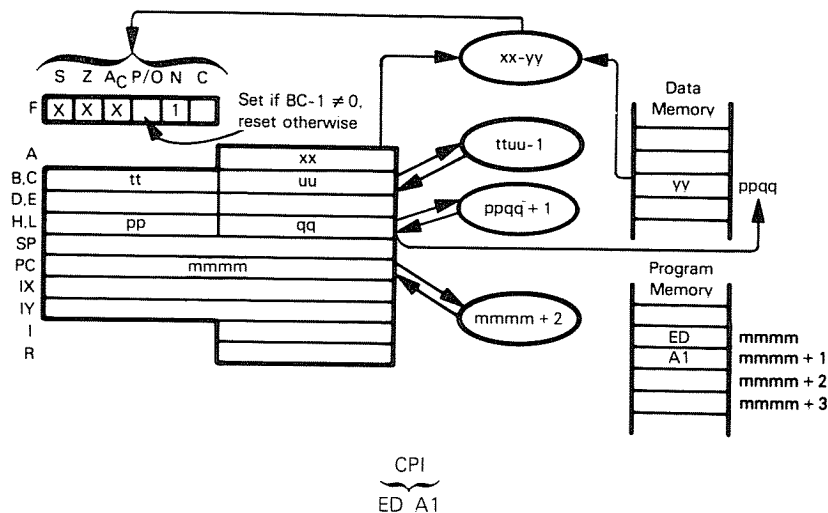 S Z AC P/O N C
F X X X 1
Set if BC-1 ≠ 0,
reset otherwise
xx-yy
Data
Memory
yy ppqq
A xx
B,C tt uu
D,E
H,L pp qq
SP
PC mmmm
IX
IY
I
R
ttuu-1
ppqq + 1
mmmm + 2
Program
Memory
ED mmmm
A1 mmmm + 1
mmmm + 2
mmmm + 3
CPI
ED A1